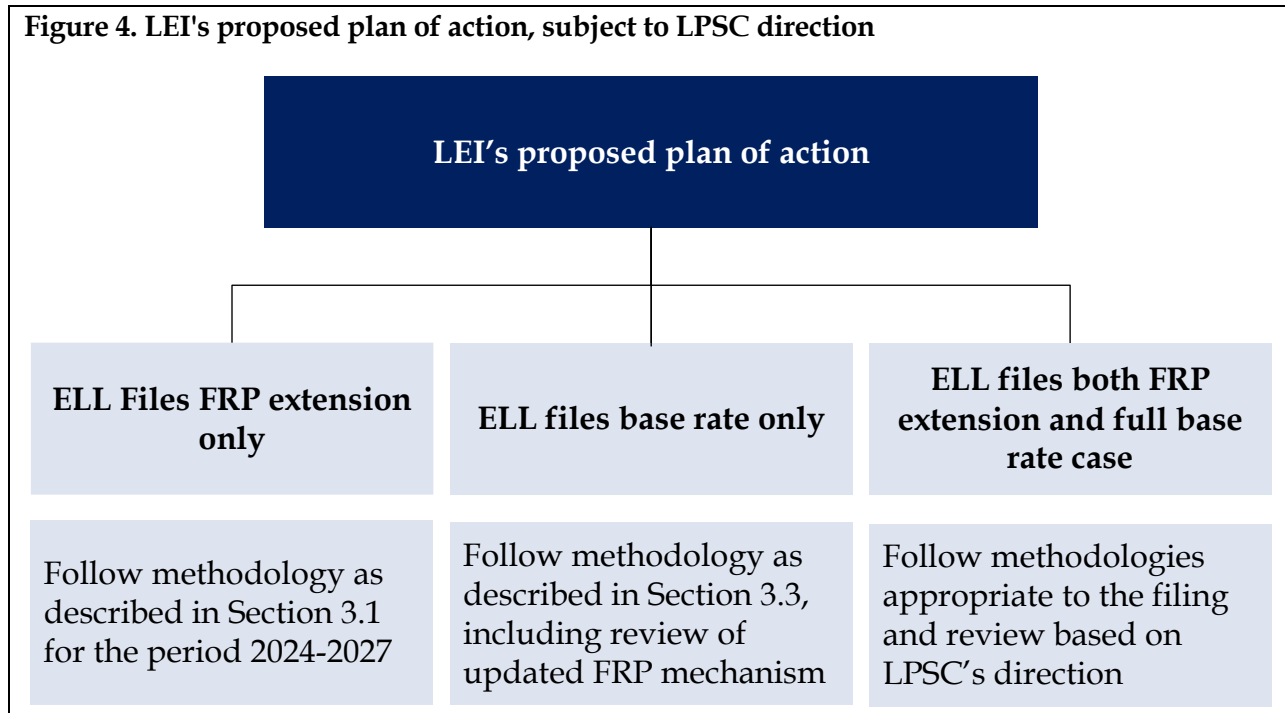 Figure 4. LEI's proposed plan of action, subject to LPSC direction
LEI’s proposed plan of action
ELL Files FRP extension
only
ELL files base rate only
ELL files both FRP
extension and full base
rate case
Follow methodology as
described in Section 3.1
for the period 2024-2027
Follow methodology as
described in Section 3.3,
including review of
updated FRP mechanism
Follow methodologies
appropriate to the filing
and review based on
LPSC’s direction